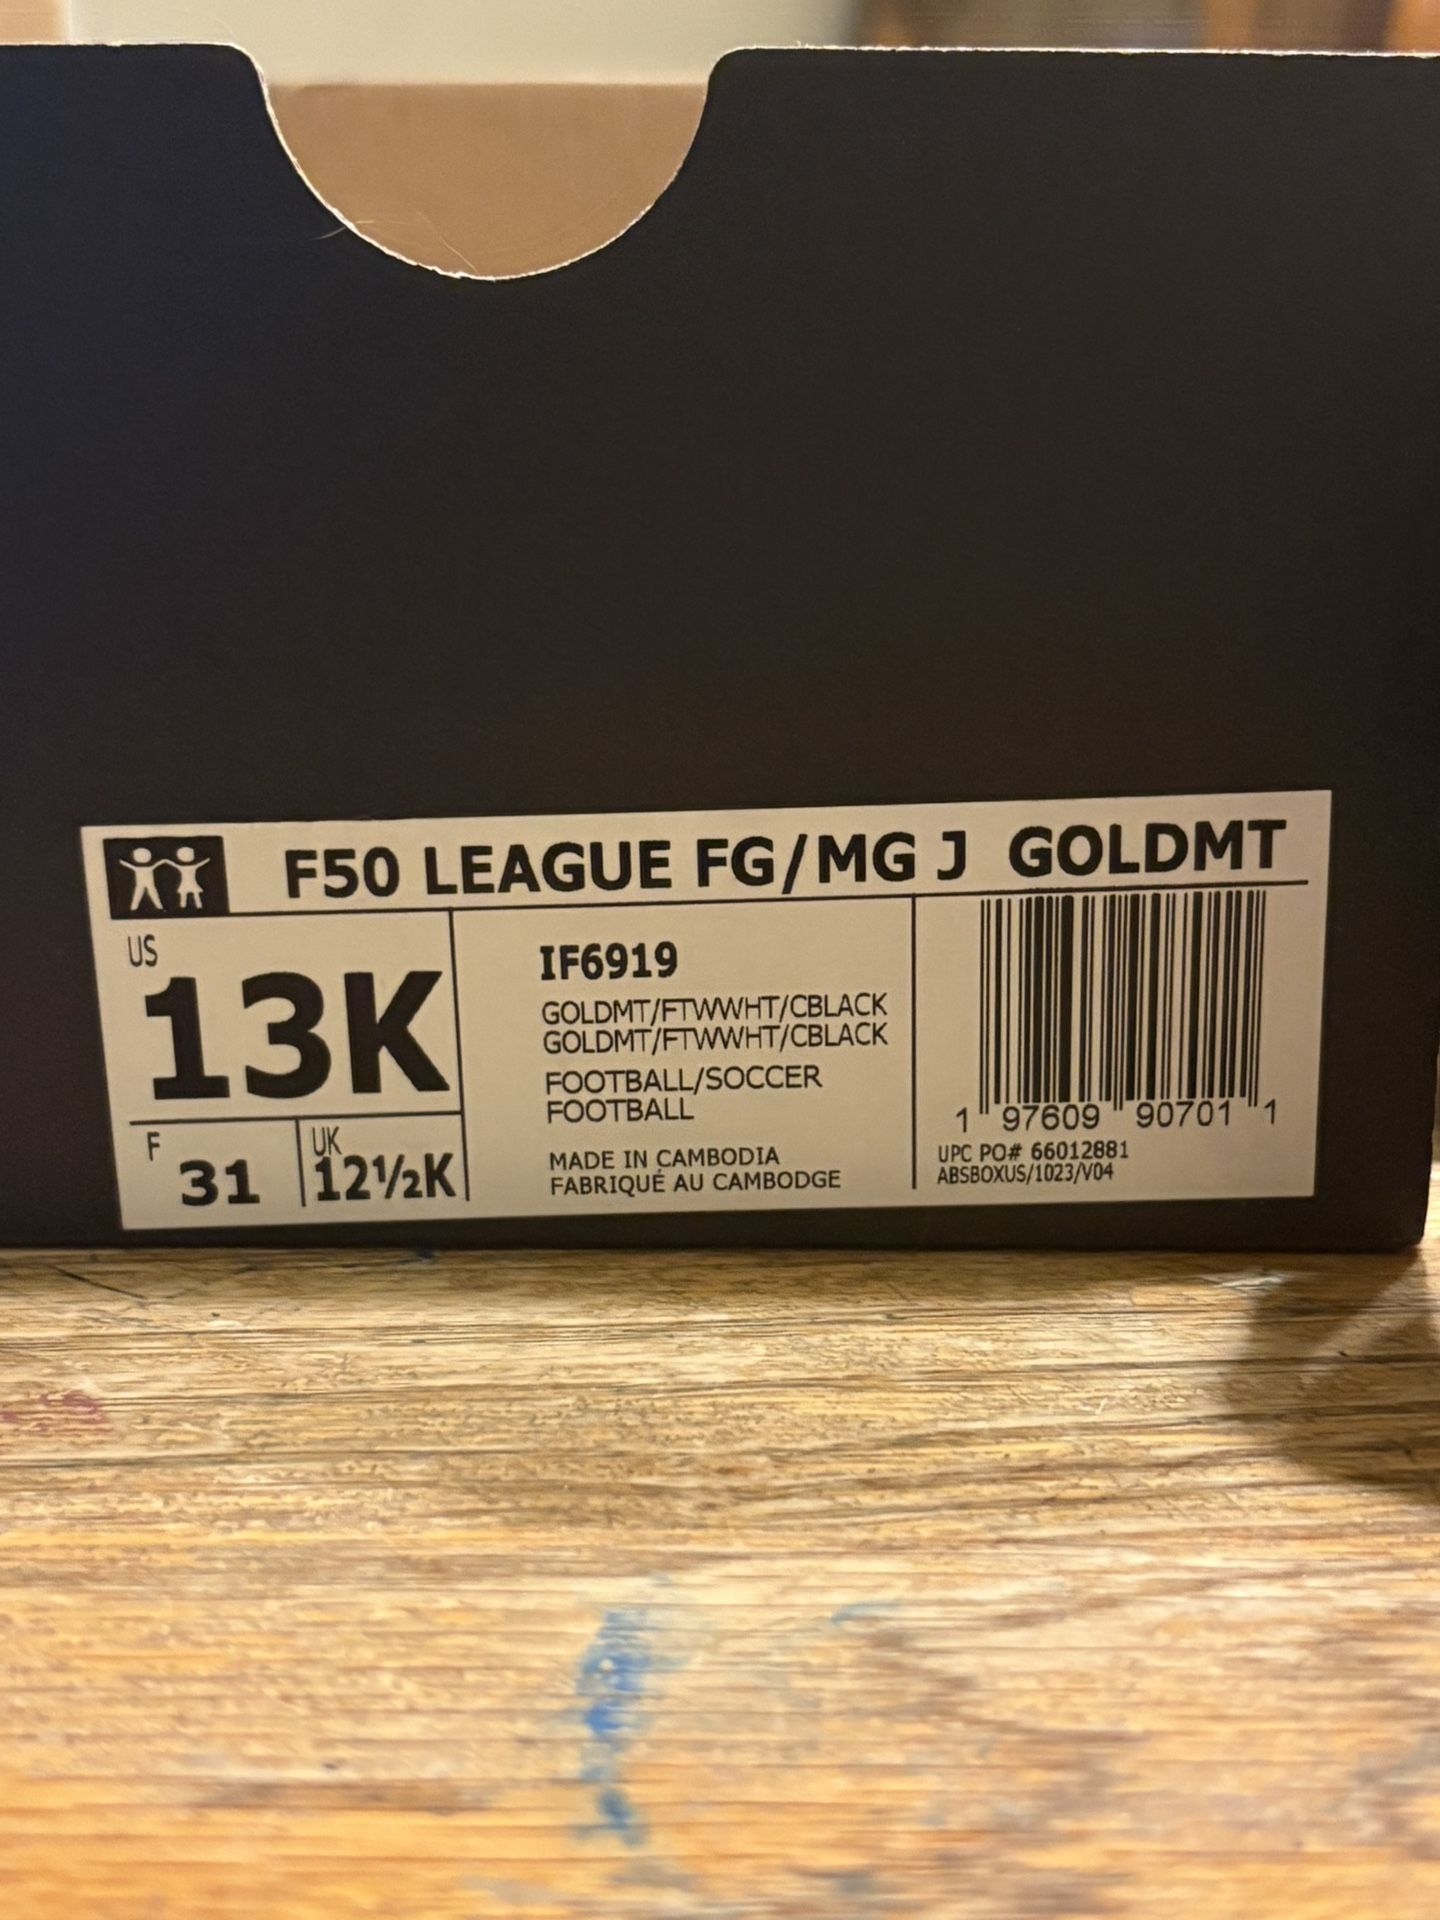 F50 LEAGUE FG/MG J GOLDMT
US
13K
F
31
UK
12½K
IF6919
GOLDMT/FTWWHT/CBLACK
GOLDMT/FTWWHT/CBLACK
FOOTBALL/SOCCER
FOOTBALL
MADE IN CAMBODIA
FABRIQUÉ AU CAMBODGE
1 97609 90701 1
UPC PO# 66012881
ABSBOXUS/1023/V04